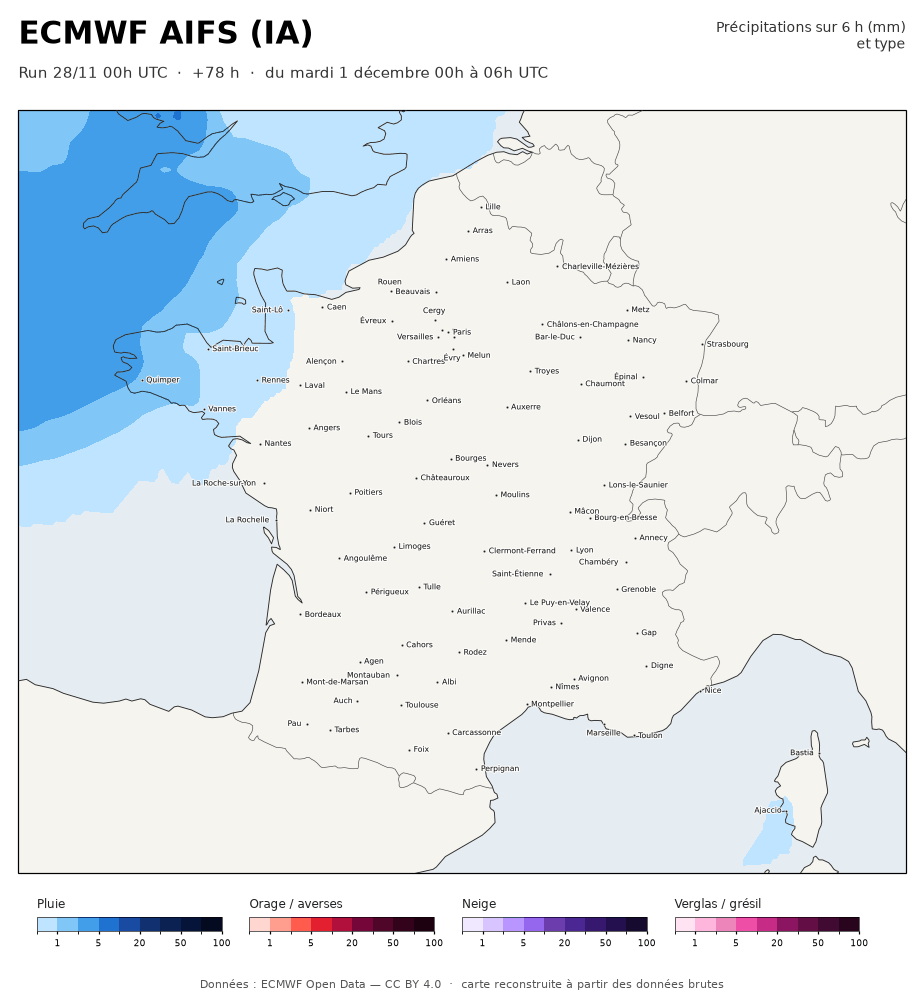 ECMWF AIFS (IA)
Précipitations sur 6 h (mm)
et type
Run 28/11 00h UTC · +78 h · du mardi 1 décembre 00h à 06h UTC
Lille
Arras
Amiens
Charleville-Mézières
Rouen
Laon
Beauvais
Saint-Lô
Caen
Cergy
Metz
Évreux
Châlons-en-Champagne
Versailles
Paris
Bar-le-Duc
Nancy
Strasbourg
Saint-Brieuc
Alençon
Chartres
Évry
Melun
Quimper
Rennes
Laval
Troyes
Épinal
Chaumont
Colmar
Le Mans
Vannes
Orléans
Auxerre
Vesoul
Belfort
Angers
Blois
Tours
Nantes
Dijon
Besançon
Bourges
Nevers
La Roche-sur-Yon
Châteauroux
Lons-le-Saunier
Poitiers
Moulins
Niort
Mâcon
Bourg-en-Bresse
La Rochelle
Guéret
Annecy
Limoges
Angoulême
Clermont-Ferrand
Lyon
Chambéry
Saint-Étienne
Périgueux
Tulle
Grenoble
Bordeaux
Aurillac
Le Puy-en-Velay
Valence
Privas
Gap
Cahors
Mende
Rodez
Agen
Digne
Montauban
Mont-de-Marsan
Albi
Avignon
Nîmes
Nice
Auch
Toulouse
Montpellier
Pau
Tarbes
Carcassonne
Marseille
Toulon
Foix
Bastia
Perpignan
Ajaccio
Pluie
Orage / averses
Neige
Verglas / grésil
1 5 20 50 100
1 5 20 50 100
1 5 20 50 100
1 5 20 50 100
Données : ECMWF Open Data — CC BY 4.0 · carte reconstruite à partir des données brutes